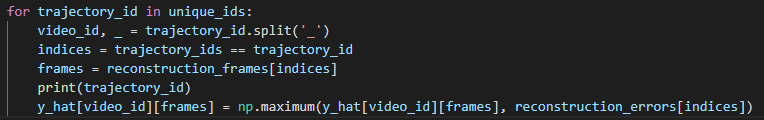 for trajectory_id in unique_ids:
    video_id, _ = trajectory_id.split('_')
    indices = trajectory_ids == trajectory_id
    frames = reconstruction_frames[indices]
    print(trajectory_id)
    y_hat[video_id][frames] = np.maximum(y_hat[video_id][frames], reconstruction_errors[indices])